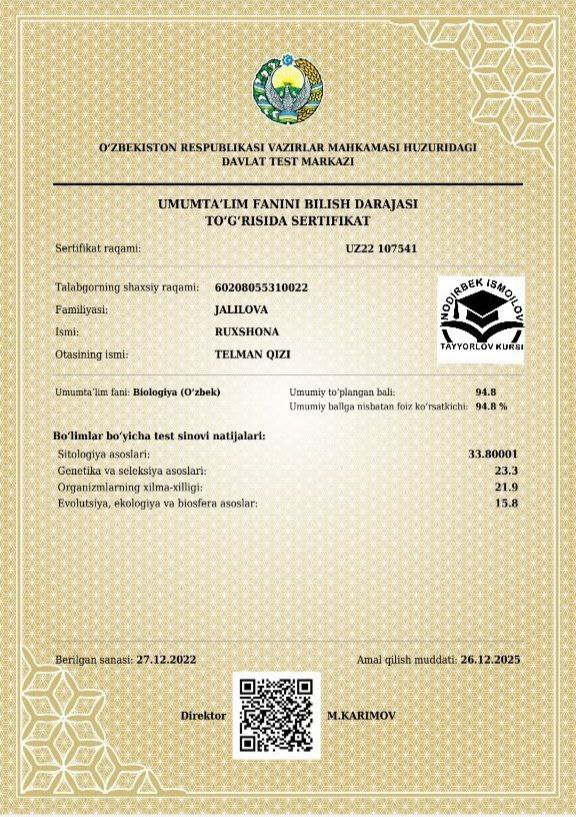 O‘ZBEKISTON RESPUBLIKASI VAZIRLAR MAHKAMASI HUZURIDAGI
DAVLAT TEST MARKAZI
UMUMTA’LIM FANINI BILISH DARAJASI
TO‘G‘RISIDA SERTIFIKAT
Sertifikat raqami: UZ22 107541
Talabgorning shaxsiy raqami: 60208055310022
Familiyasi: JALILOVA
Ismi: RUXSHONA
Otasining ismi: TELMAN QIZI
NODIRBEK ISMOILOV
TAYYORLOV KURSI
Umumta’lim fani: Biologiya (O‘zbek) Umumiy to‘plangan bali: 94.8
Umumiy ballga nisbatan foiz ko‘rsatkichi: 94.8 %
Bo‘limlar bo‘yicha test sinovi natijalari:
Sitologiya asoslari: 33.80001
Genetika va seleksiya asoslari: 23.3
Organizmlarning xilma-xilligi: 21.9
Evolutsiya, ekologiya va biosfera asoslar: 15.8
Berilgan sanasi: 27.12.2022 Amal qilish muddati: 26.12.2025
Direktor M.KARIMOV